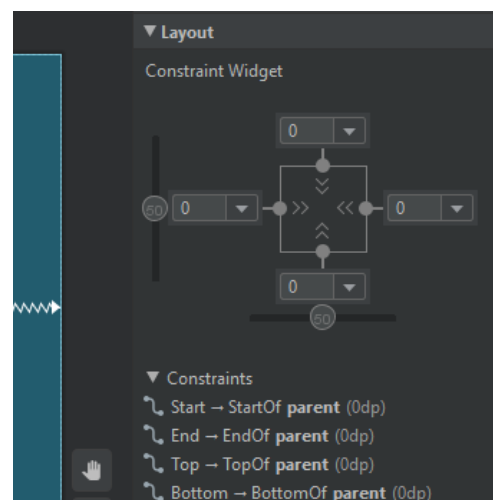 Layout
Constraint Widget
0
50
0
0
0
50
Constraints
Start → StartOf parent (0dp)
End → EndOf parent (0dp)
Top → TopOf parent (0dp)
Bottom → BottomOf parent (0dp)